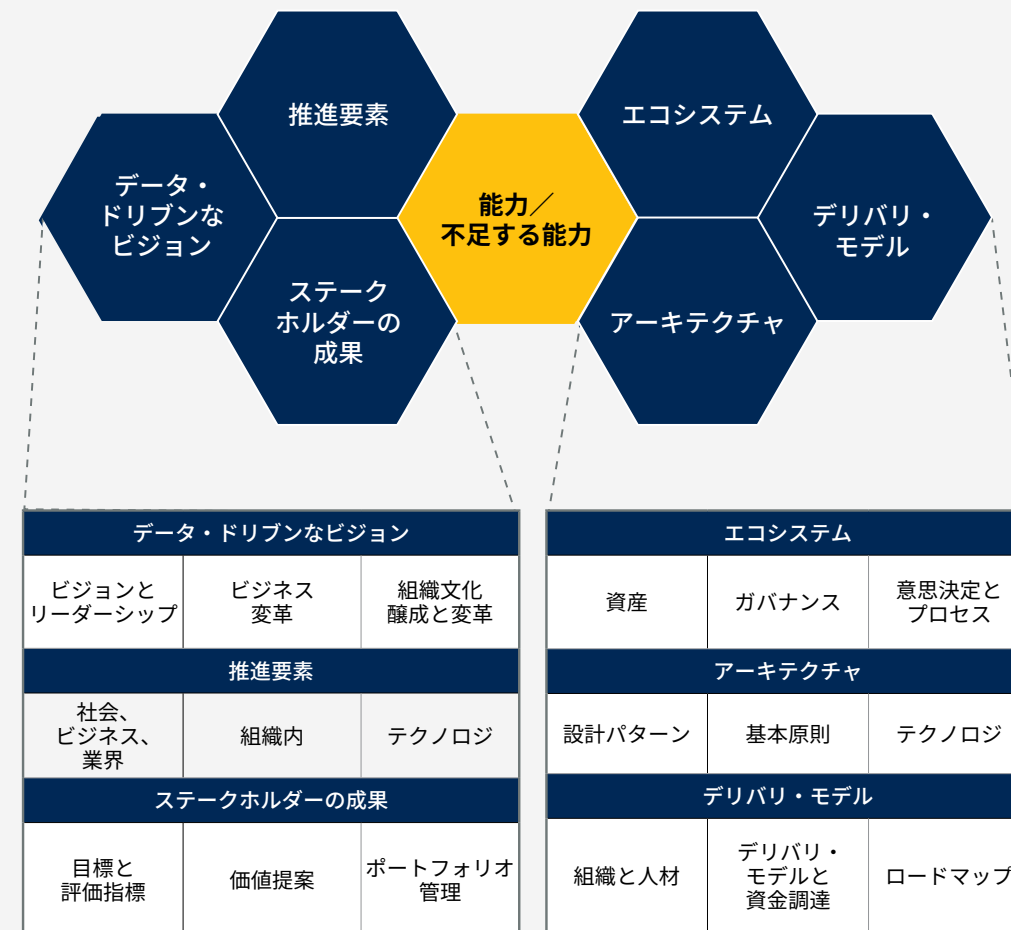 推進要素
エコシステム
データ・
ドリブンな
ビジョン
能力／
不足する能力
デリバリ・
モデル
ステーク
ホルダーの
成果
アーキテクチャ
データ・ドリブンなビジョン
ビジョンと
リーダーシップ
ビジネス
変革
組織文化
醸成と変革
推進要素
社会、
ビジネス、
業界
組織内
テクノロジ
ステークホルダーの成果
目標と
評価指標
価値提案
ポートフォリオ
管理
エコシステム
資産
ガバナンス
意思決定と
プロセス
アーキテクチャ
設計パターン
基本原則
テクノロジ
デリバリ・モデル
組織と人材
デリバリ・
モデルと
資金調達
ロードマップ